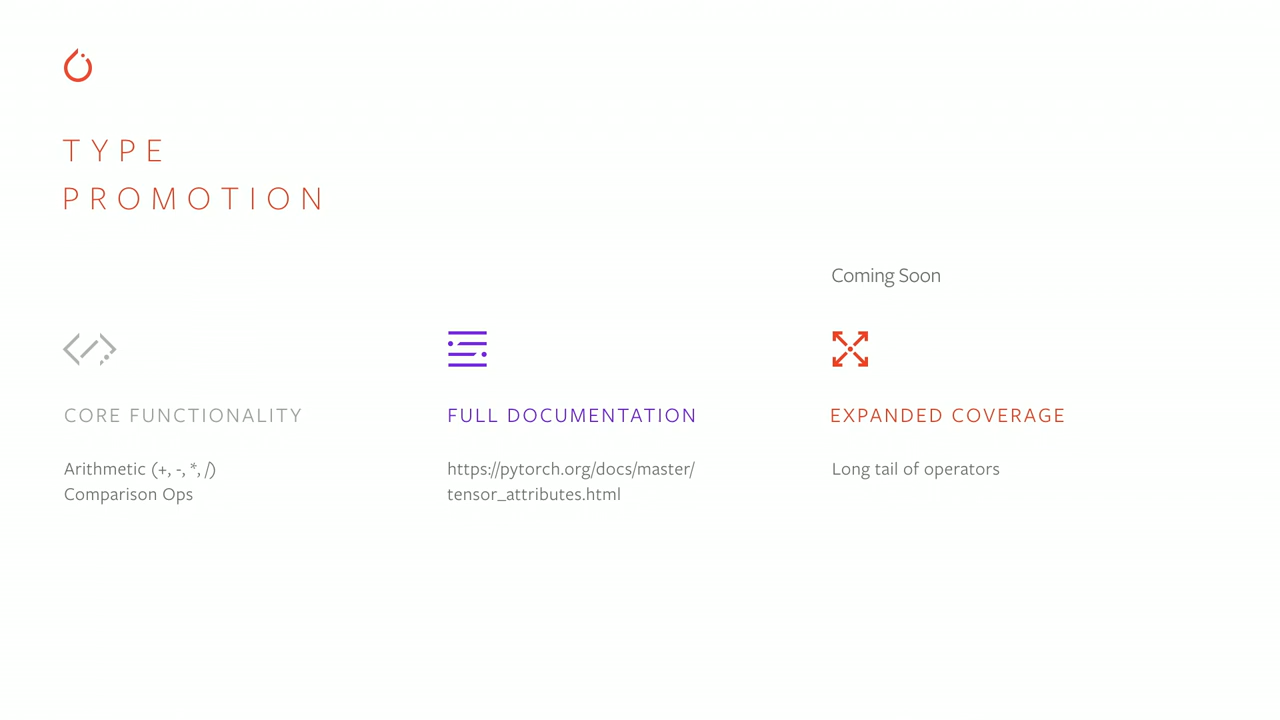 TYPE
PROMOTION
Coming Soon
CORE FUNCTIONALITY
Arithmetic (+, -, *, /)
Comparison Ops
FULL DOCUMENTATION
https://pytorch.org/docs/master/
tensor_attributes.html
EXPANDED COVERAGE
Long tail of operators